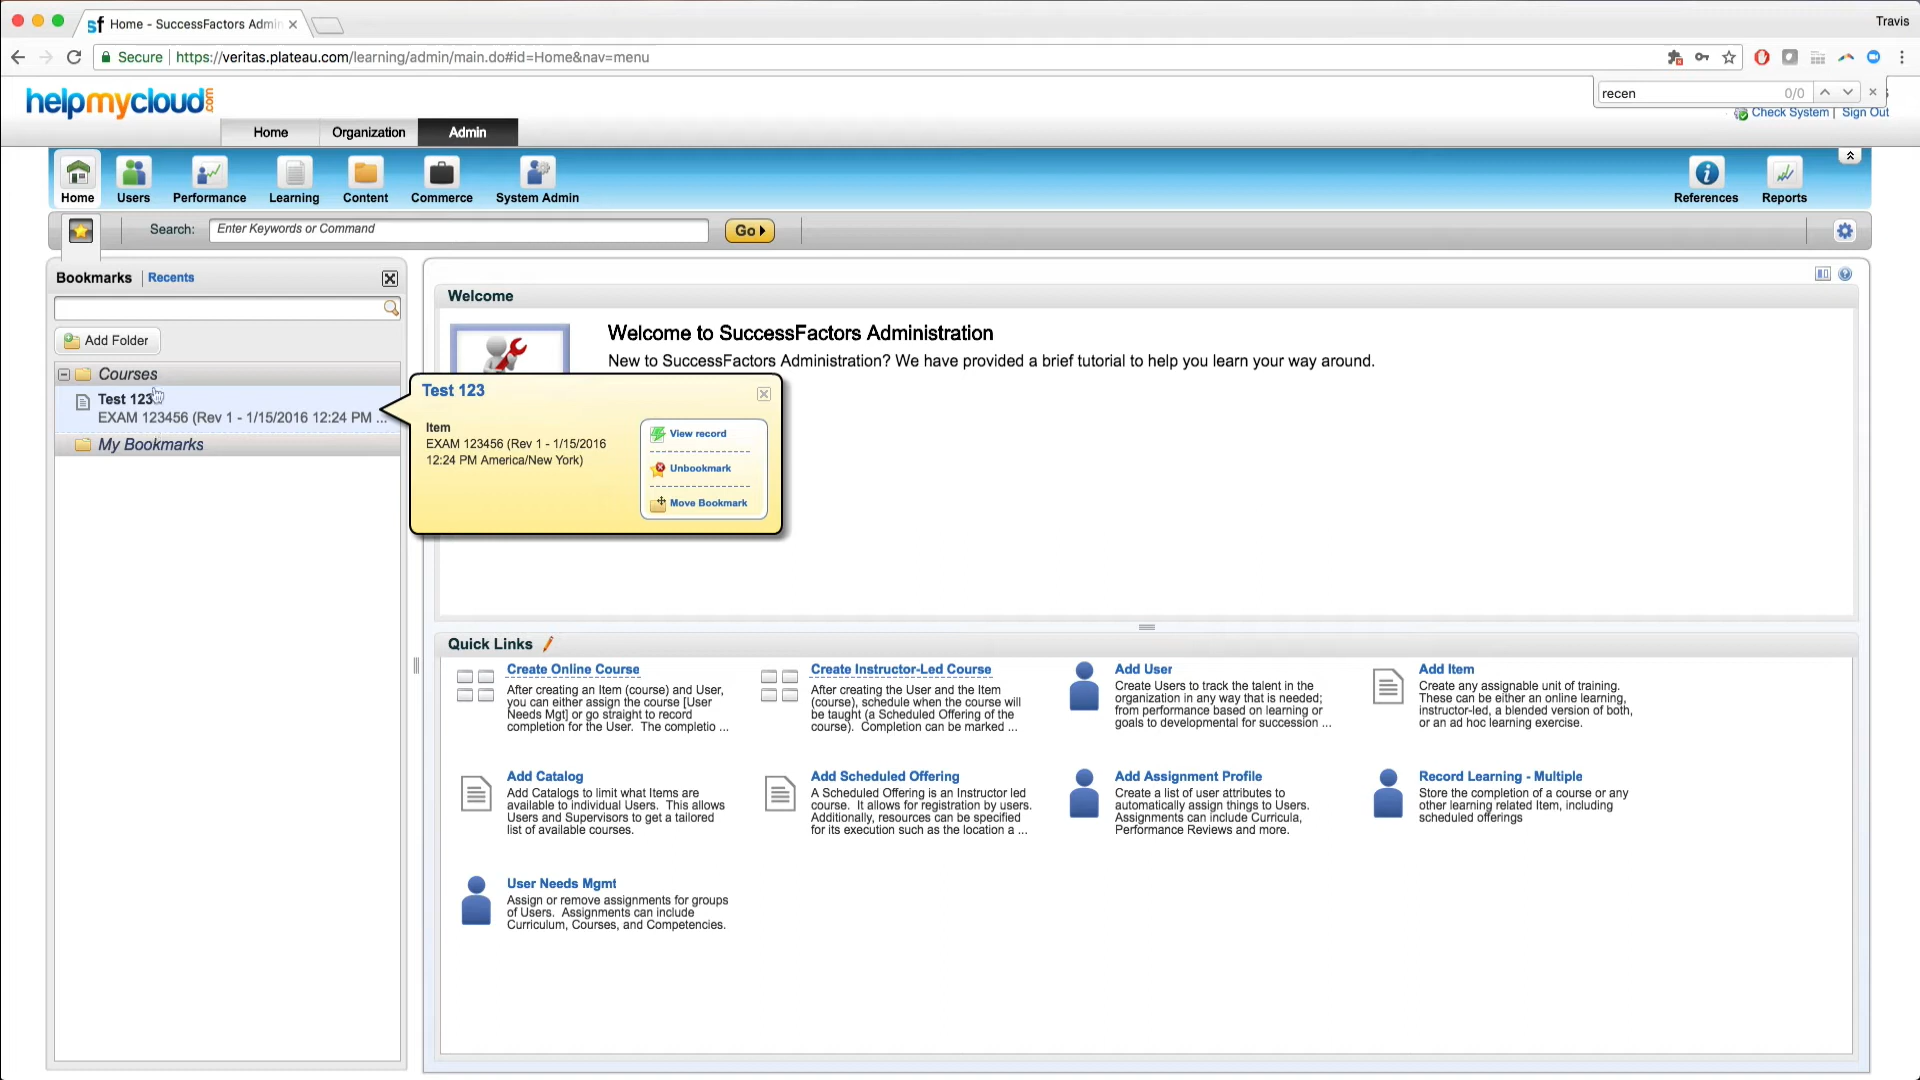 Home - SuccessFactors Admin
Travis
Secure https://veritas.plateau.com/learning/admin/main.do#id=Home&nav=menu
recen 0/0
helpmycloud.com
Check System | Sign Out
Home Organization Admin
Home Users Performance Learning Content Commerce System Admin References Reports
Search: Enter Keywords or Command Go
Bookmarks Recents
Add Folder
Courses
Test 123
EXAM 123456 (Rev 1 - 1/15/2016 12:24 PM ...
My Bookmarks
Welcome
Welcome to SuccessFactors Administration
New to SuccessFactors Administration? We have provided a brief tutorial to help you learn your way around.
Test 123
Item
EXAM 123456 (Rev 1 - 1/15/2016
12:24 PM America/New York)
View record
Unbookmark
Move Bookmark
Quick Links
Create Online Course
After creating an Item (course) and User,
you can either assign the course [User
Needs Mgt] or go straight to record
completion for the User. The completio ...
Create Instructor-Led Course
After creating the User and the Item
(course), schedule when the course will
be taught (a Scheduled Offering of the
course). Completion can be marked ...
Add User
Create Users to track the talent in the
organization in any way that is needed;
from performance based on learning or
goals to developmental for succession ...
Add Item
Create any assignable unit of training.
These can be either an online learning,
instructor-led, a blended version of both,
or an ad hoc learning exercise.
Add Catalog
Add Catalogs to limit what Items are
available to individual Users. This allows
Users and Supervisors to get a tailored
list of available courses.
Add Scheduled Offering
A Scheduled Offering is an Instructor led
course. It allows for registration by users.
Additionally, resources can be specified
for its execution such as the location a ...
Add Assignment Profile
Create a list of user attributes to
automatically assign things to Users.
Assignments can include Curricula,
Performance Reviews and more.
Record Learning - Multiple
Store the completion of a course or any
other learning related Item, including
scheduled offerings
User Needs Mgmt
Assign or remove assignments for groups
of Users. Assignments can include
Curriculum, Courses, and Competencies.